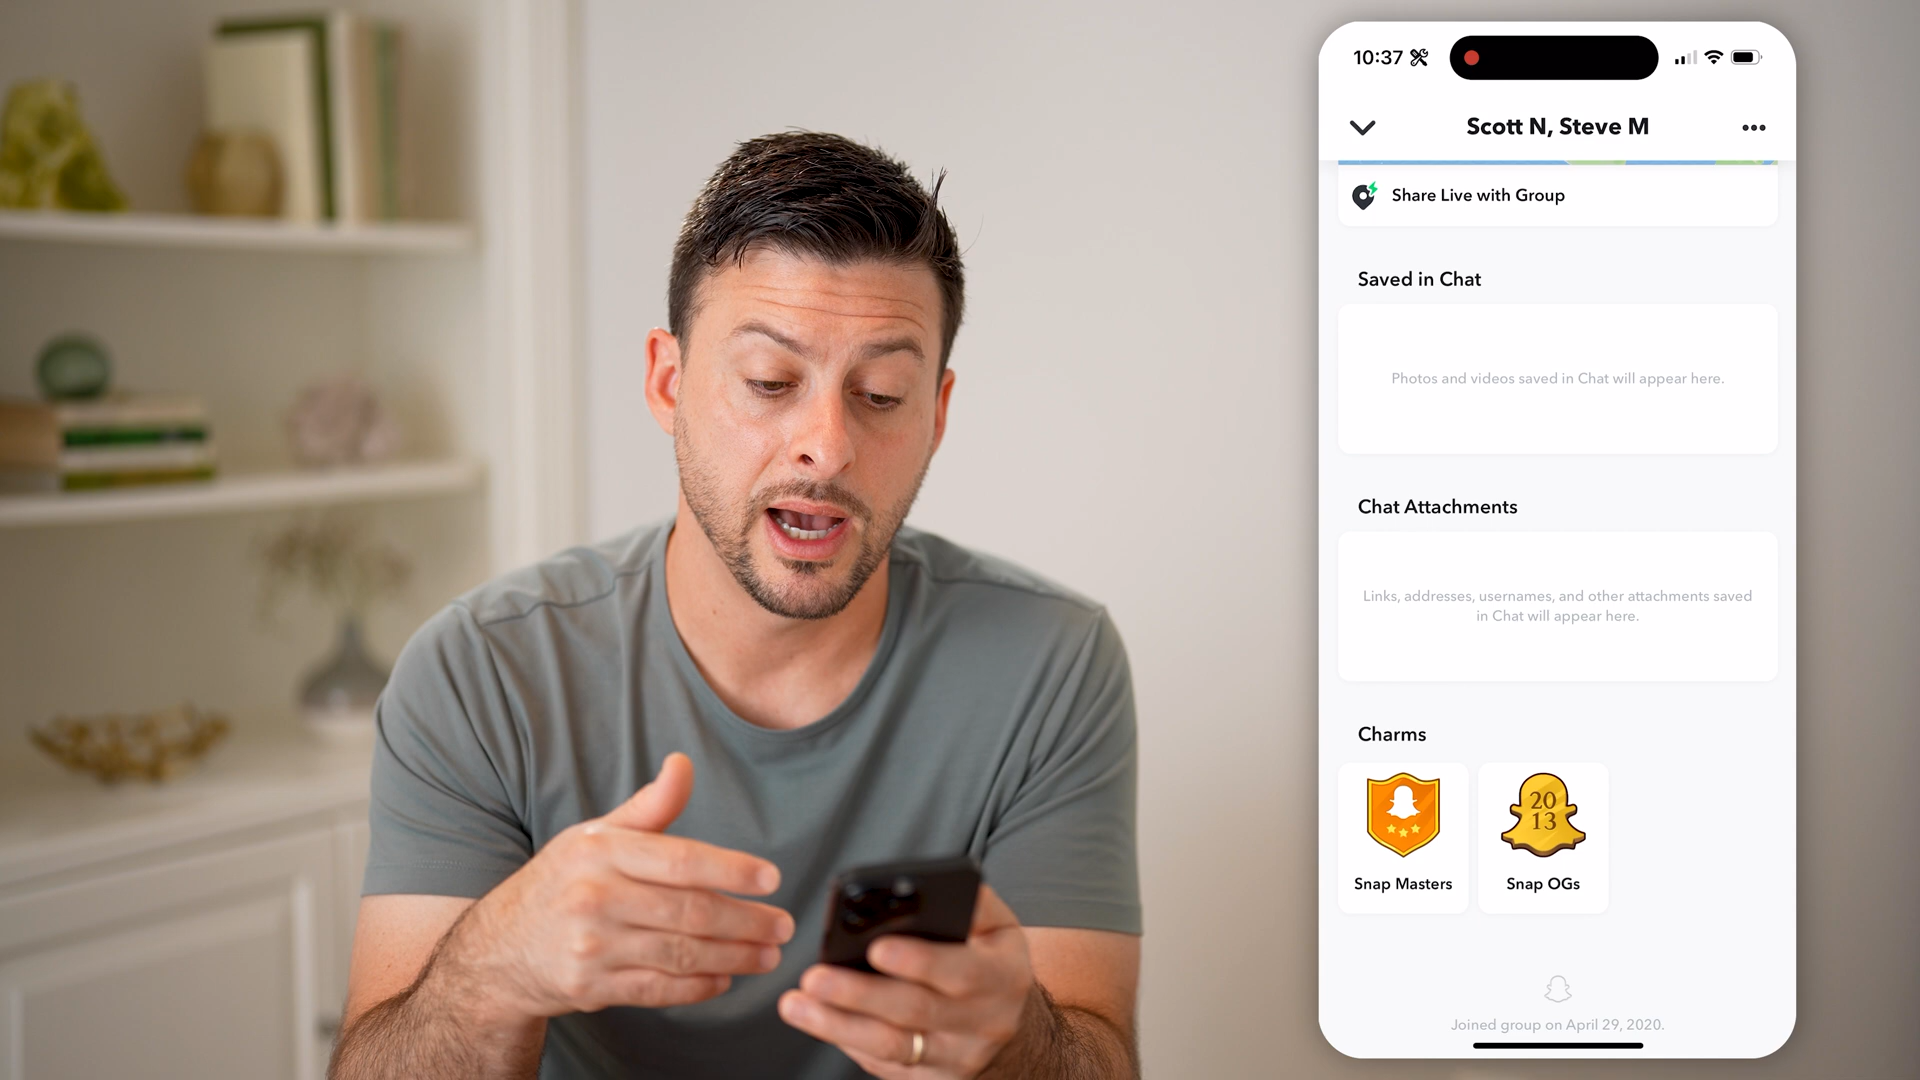 10:37
Scott N, Steve M
Share Live with Group
Saved in Chat
Photos and videos saved in Chat will appear here.
Chat Attachments
Links, addresses, usernames, and other attachments saved
in Chat will appear here.
Charms
20
13
Snap Masters
Snap OGs
Joined group on April 29, 2020.